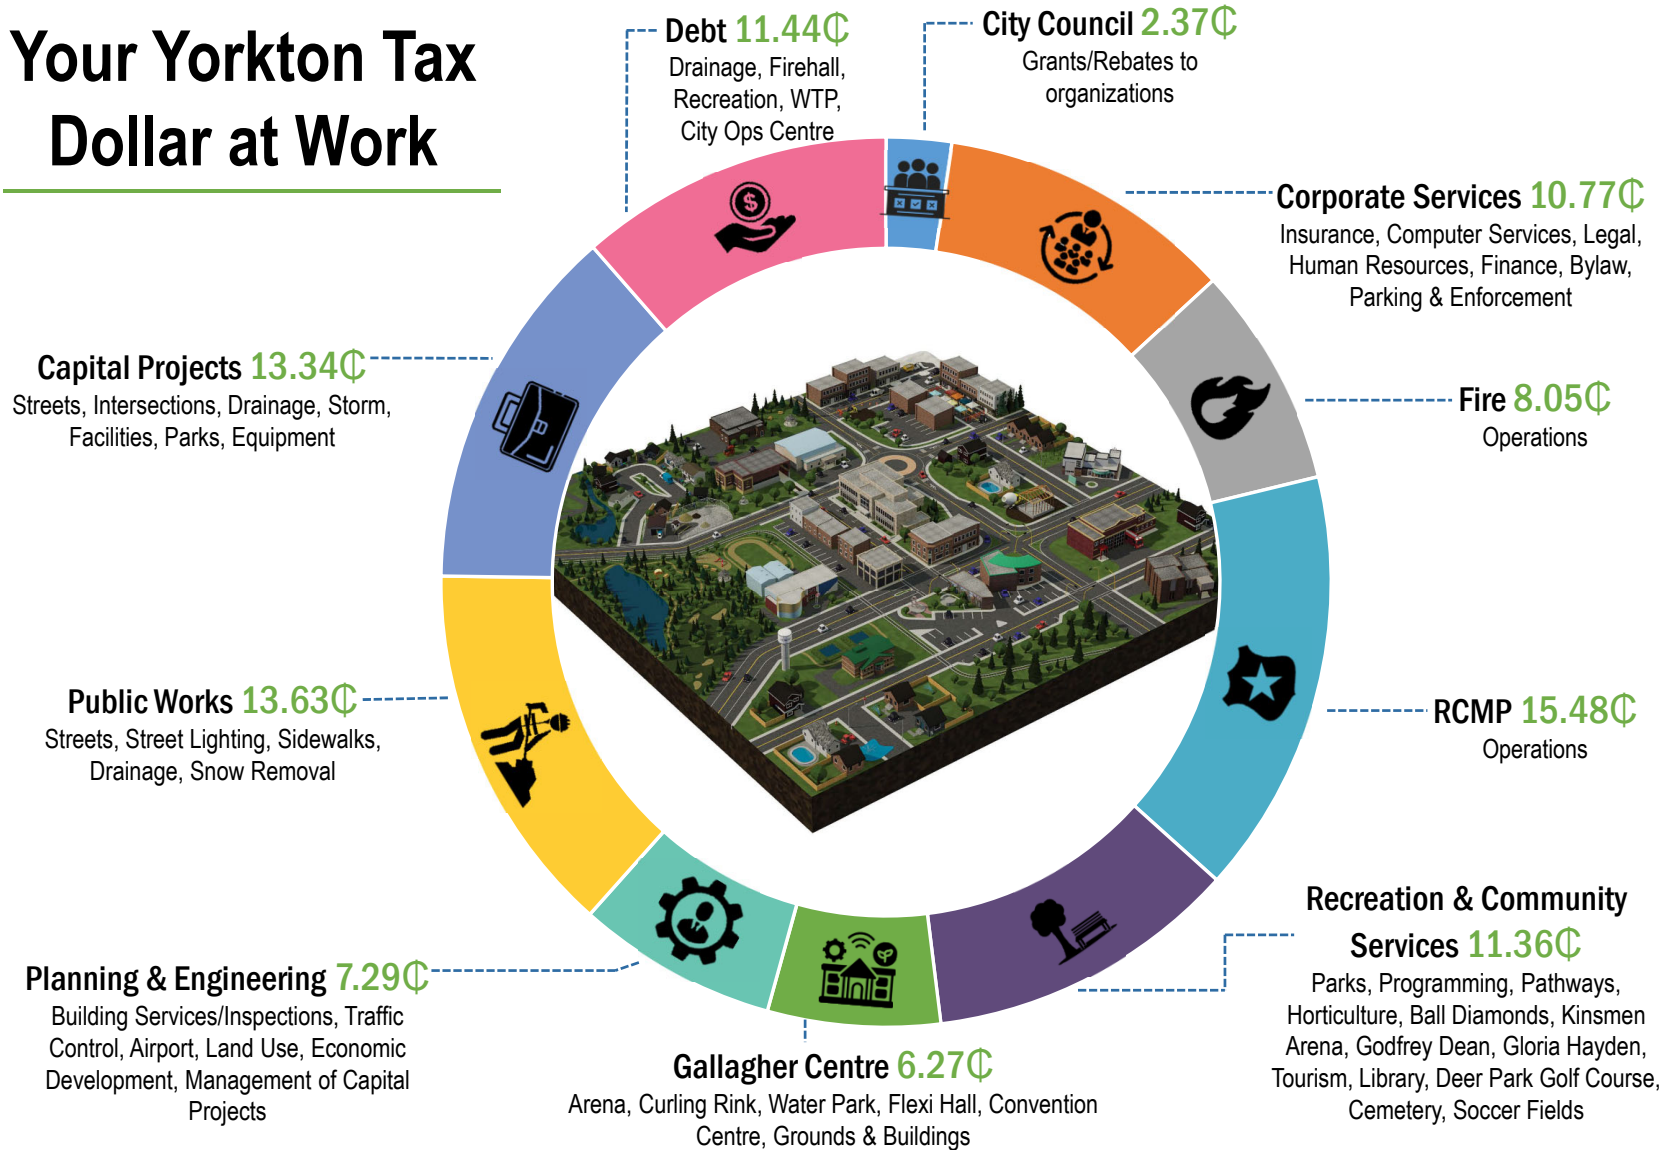 Your Yorkton Tax
Dollar at Work
Debt 11.44₵
Drainage, Firehall,
Recreation, WTP,
City Ops Centre
City Council 2.37₵
Grants/Rebates to
organizations
Corporate Services 10.77₵
Insurance, Computer Services, Legal,
Human Resources, Finance, Bylaw,
Parking & Enforcement
Fire 8.05₵
Operations
RCMP 15.48₵
Operations
Recreation & Community
Services 11.36₵
Parks, Programming, Pathways,
Horticulture, Ball Diamonds, Kinsmen
Arena, Godfrey Dean, Gloria Hayden,
Tourism, Library, Deer Park Golf Course,
Cemetery, Soccer Fields
Gallagher Centre 6.27₵
Arena, Curling Rink, Water Park, Flexi Hall, Convention
Centre, Grounds & Buildings
Planning & Engineering 7.29₵
Building Services/Inspections, Traffic
Control, Airport, Land Use, Economic
Development, Management of Capital
Projects
Public Works 13.63₵
Streets, Street Lighting, Sidewalks,
Drainage, Snow Removal
Capital Projects 13.34₵
Streets, Intersections, Drainage, Storm,
Facilities, Parks, Equipment
$